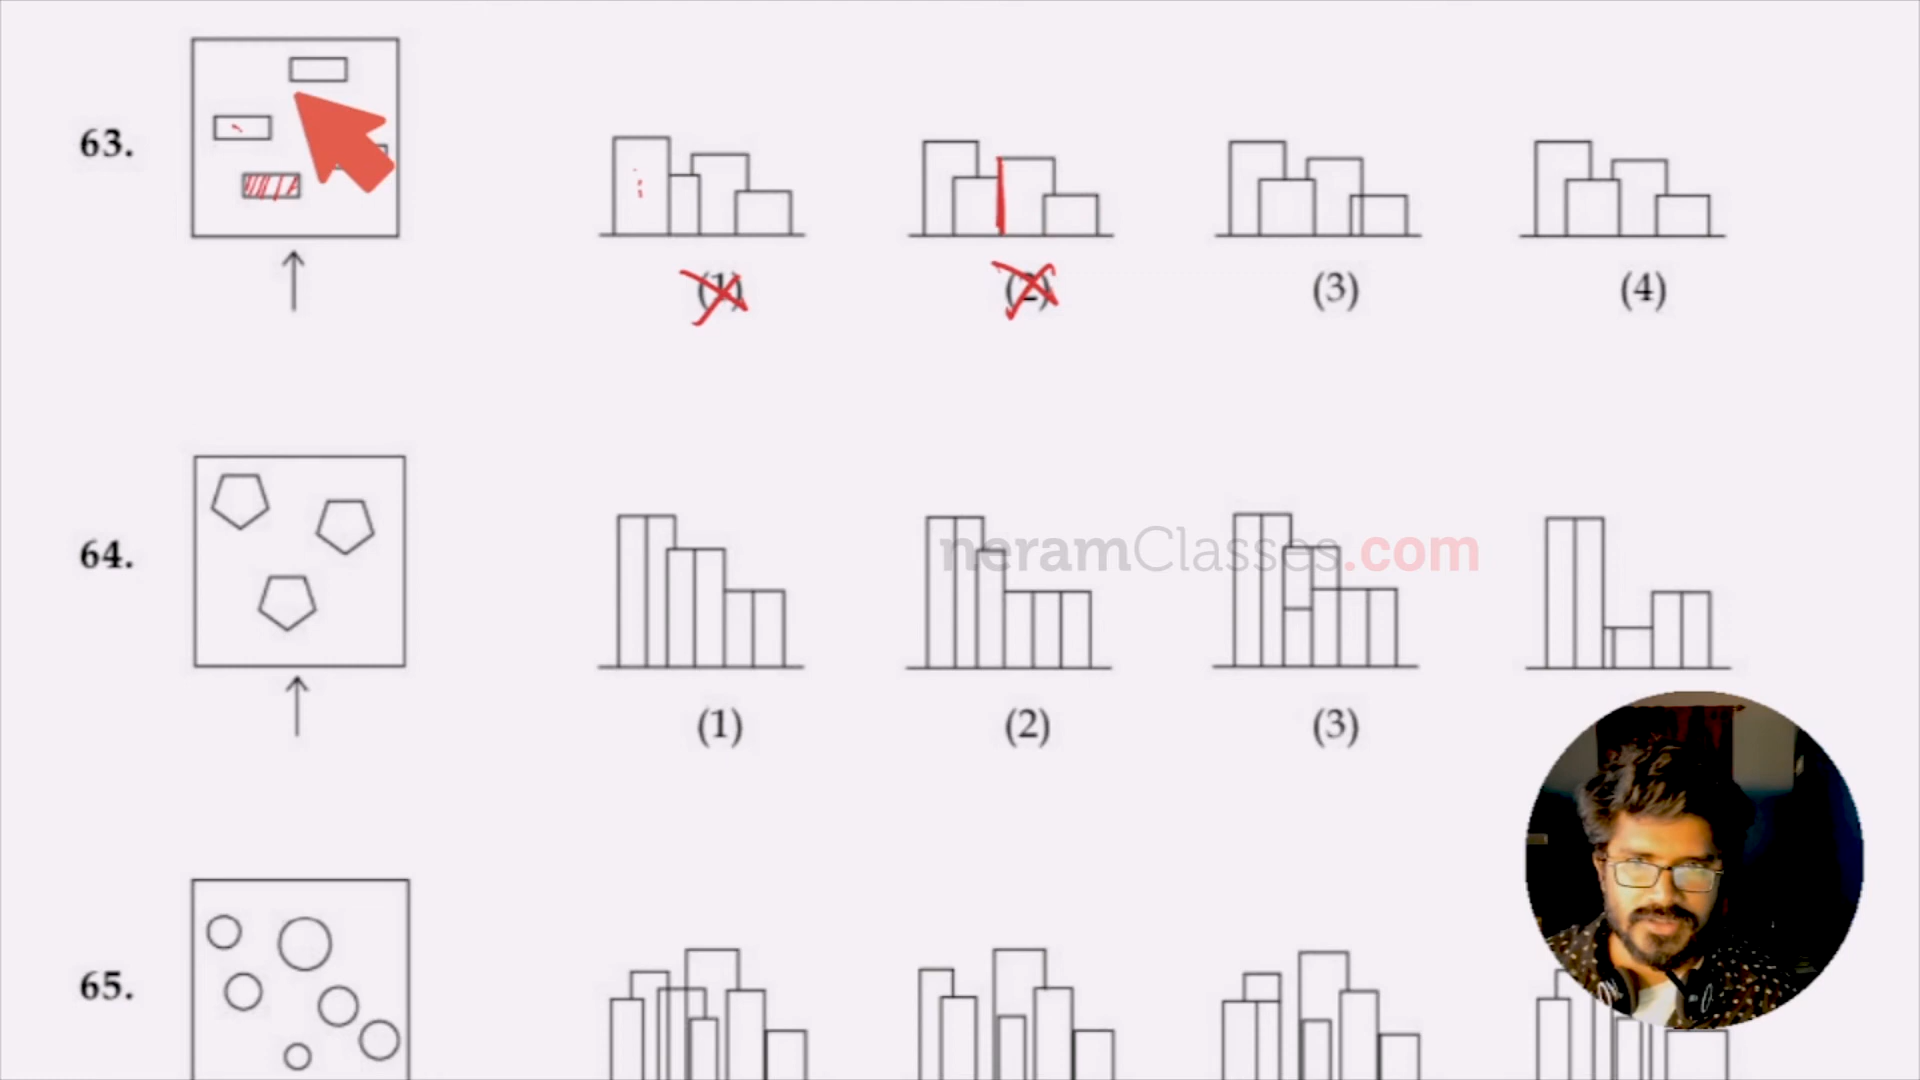 63.
(1) (2) (3) (4)
64.
neramClasses.com
(1) (2) (3)
65.